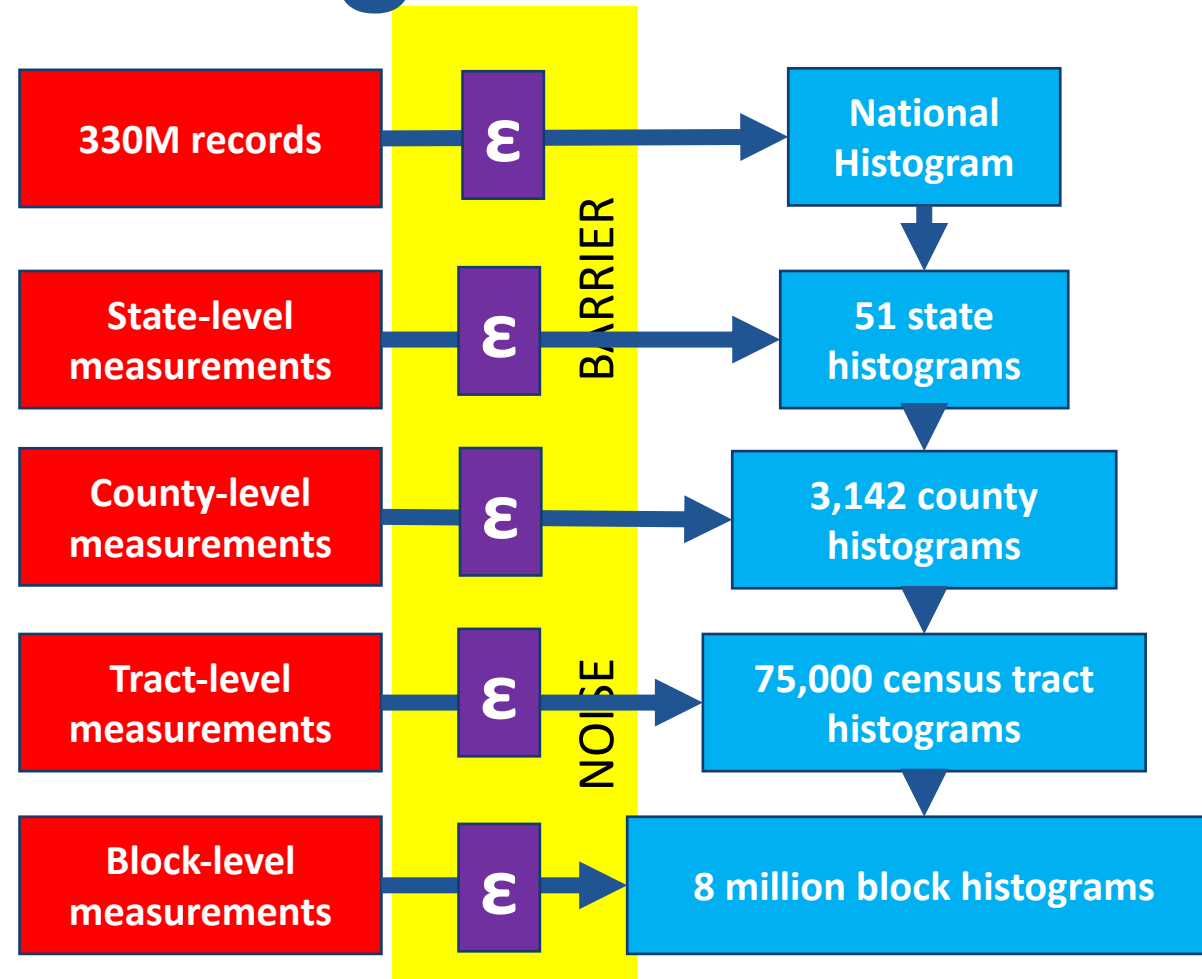 330M records
ε
National
Histogram
BARRIER
State-level
measurements
ε
51 state
histograms
County-level
measurements
ε
3,142 county
histograms
Tract-level
measurements
ε
75,000 census tract
histograms
NOISE
Block-level
measurements
ε
8 million block histograms